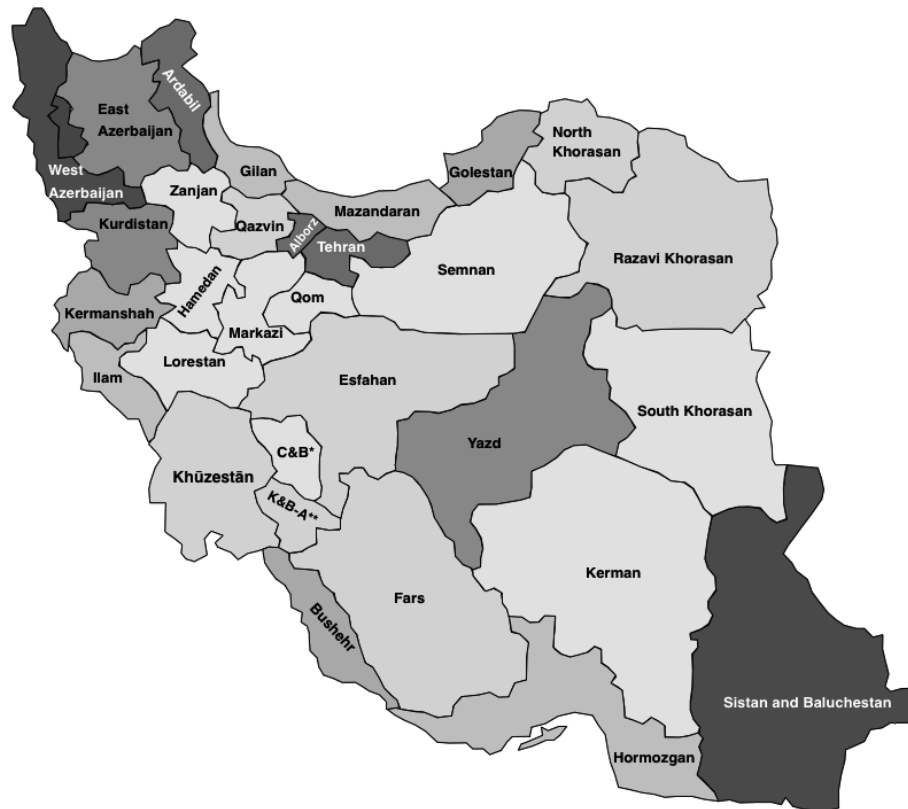 Ardabil
East
Azerbaijan
North
Khorasan
West
Azerbaijan
Gilan
Golestan
Zanjan
Mazandaran
Kurdistan
Qazvin
Alborz
Tehran
Razavi Khorasan
Semnan
Hamedan
Qom
Kermanshah
Markazi
Lorestan
Ilam
Esfahan
South Khorasan
Yazd
C&B*
Khūzestān
K&B-A**
Kerman
Fars
Bushehr
Sistan and Baluchestan
Hormozgan